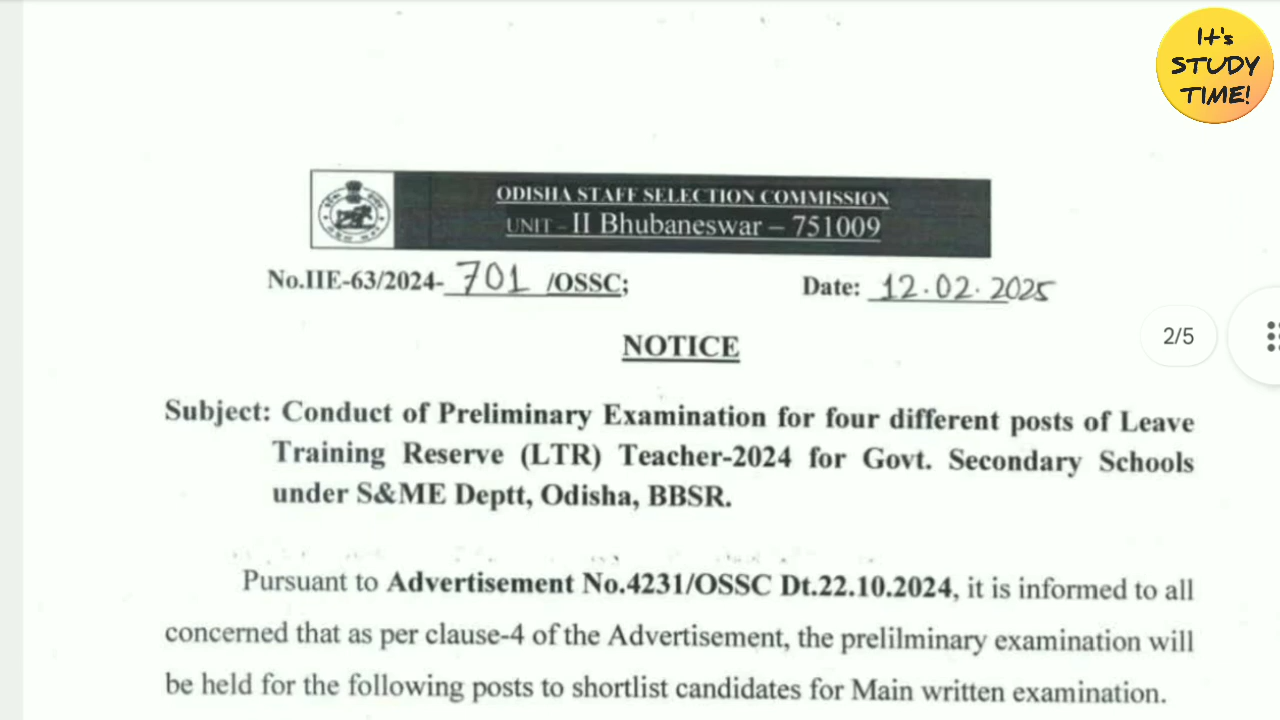 It's
STUDY
TIME!
ODISHA STAFF SELECTION COMMISSION
UNIT – II Bhubaneswar – 751009
No.IIE-63/2024- 701 /OSSC;
Date: 12.02.2025
2/5
NOTICE
Subject: Conduct of Preliminary Examination for four different posts of Leave
Training Reserve (LTR) Teacher-2024 for Govt. Secondary Schools
under S&ME Deptt, Odisha, BBSR.
Pursuant to Advertisement No.4231/OSSC Dt.22.10.2024, it is informed to all
concerned that as per clause-4 of the Advertisement, the prelilminary examination will
be held for the following posts to shortlist candidates for Main written examination.